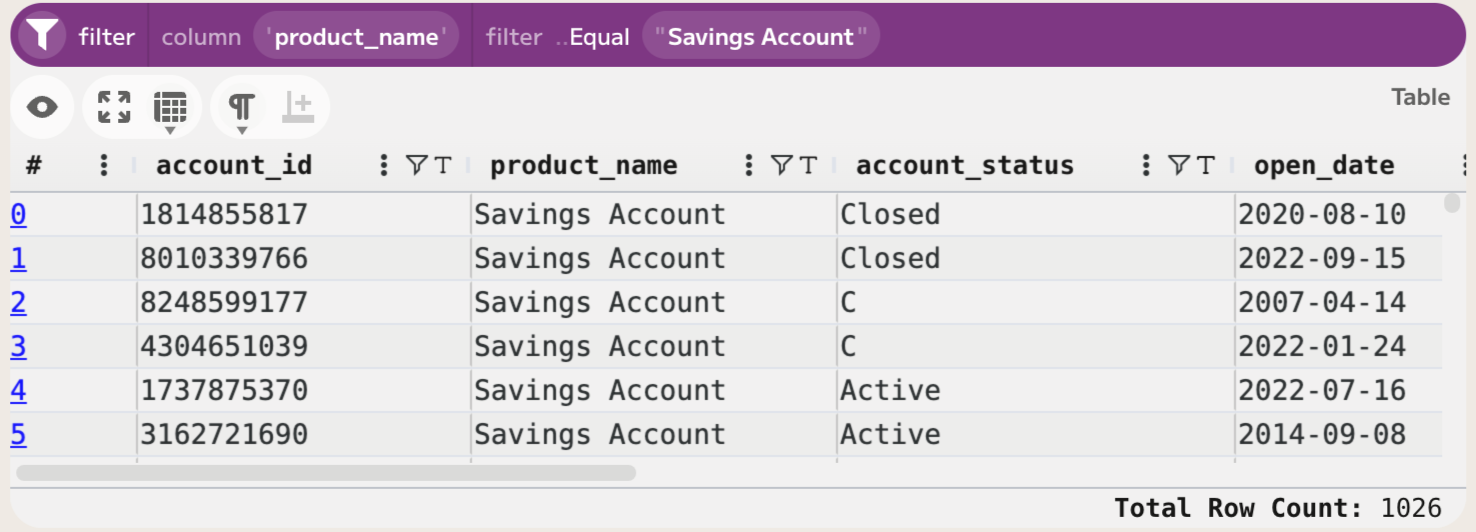 filter column 'product_name' filter ..Equal "Savings Account"
Table
# account_id T product_name T account_status T open_date
0 1814855817 Savings Account Closed 2020-08-10
1 8010339766 Savings Account Closed 2022-09-15
2 8248599177 Savings Account C 2007-04-14
3 4304651039 Savings Account C 2022-01-24
4 1737875370 Savings Account Active 2022-07-16
5 3162721690 Savings Account Active 2014-09-08
Total Row Count: 1026